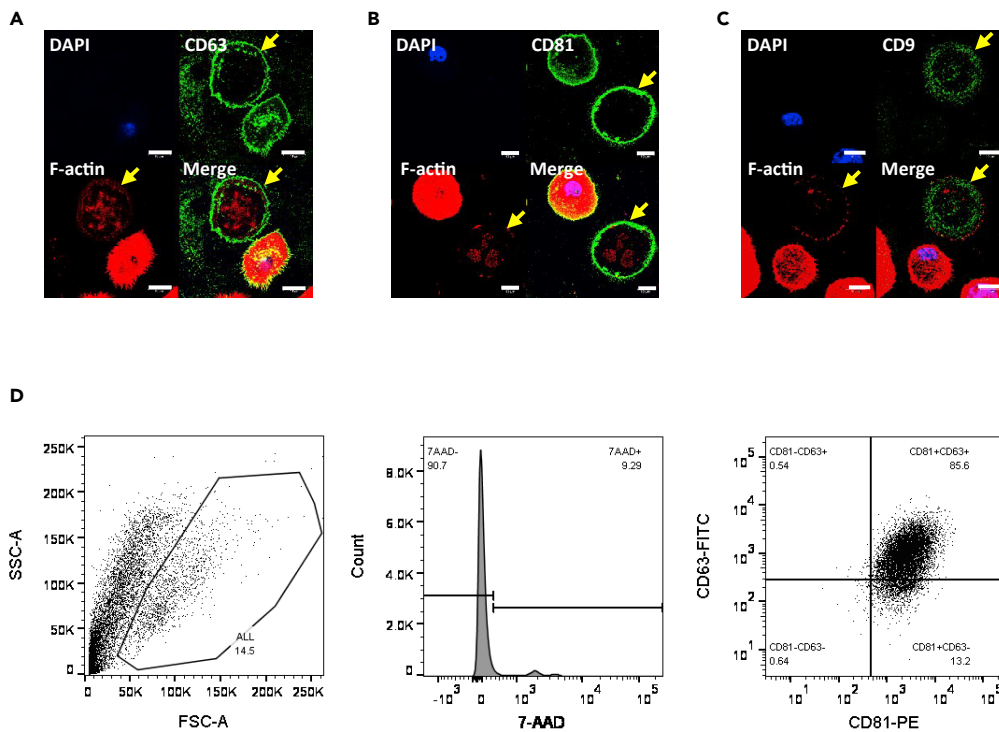 A
B
C
DAPI
CD63
F-actin
Merge
DAPI
CD81
F-actin
Merge
DAPI
CD9
F-actin
Merge
D
250K
200K
150K
100K
50K
0
SSC-A
ALL
14.5
0 50K 100K 150K 200K 250K
FSC-A
8.0K
6.0K
4.0K
2.0K
0
Count
7AAD-
90.7
7AAD+
9.29
-10³ 0 10³ 10⁴ 10⁵
7-AAD
10⁵
10⁴
10³
10²
10¹
CD63-FITC
CD81-CD63+
0.54
CD81+CD63+
85.6
CD81-CD63-
0.64
CD81+CD63-
13.2
10¹ 10² 10³ 10⁴ 10⁵
CD81-PE